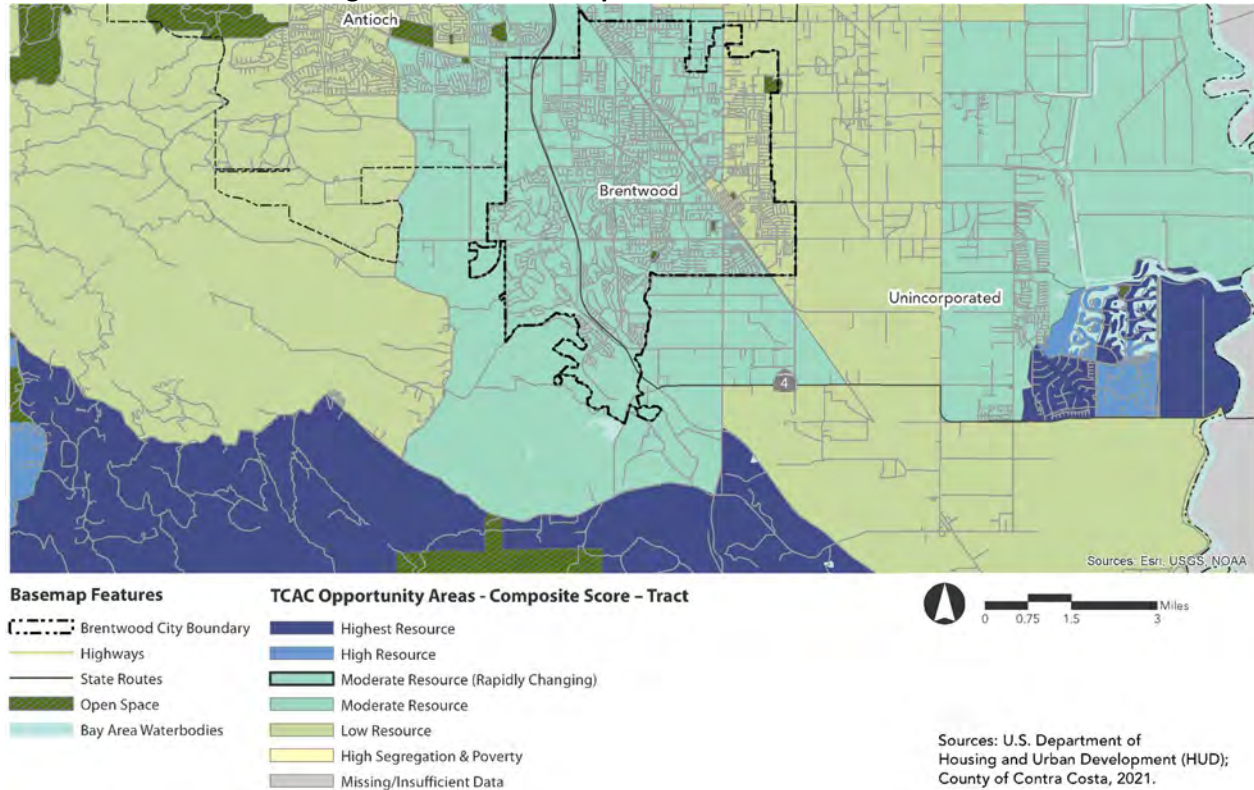 Antioch
Brentwood
Unincorporated
4
Sources: Esri, USGS, NOAA
Basemap Features
Brentwood City Boundary
Highways
State Routes
Open Space
Bay Area Waterbodies
TCAC Opportunity Areas - Composite Score – Tract
Highest Resource
High Resource
Moderate Resource (Rapidly Changing)
Moderate Resource
Low Resource
High Segregation & Poverty
Missing/Insufficient Data
Miles
0 0.75 1.5 3
Sources: U.S. Department of
Housing and Urban Development (HUD);
County of Contra Costa, 2021.